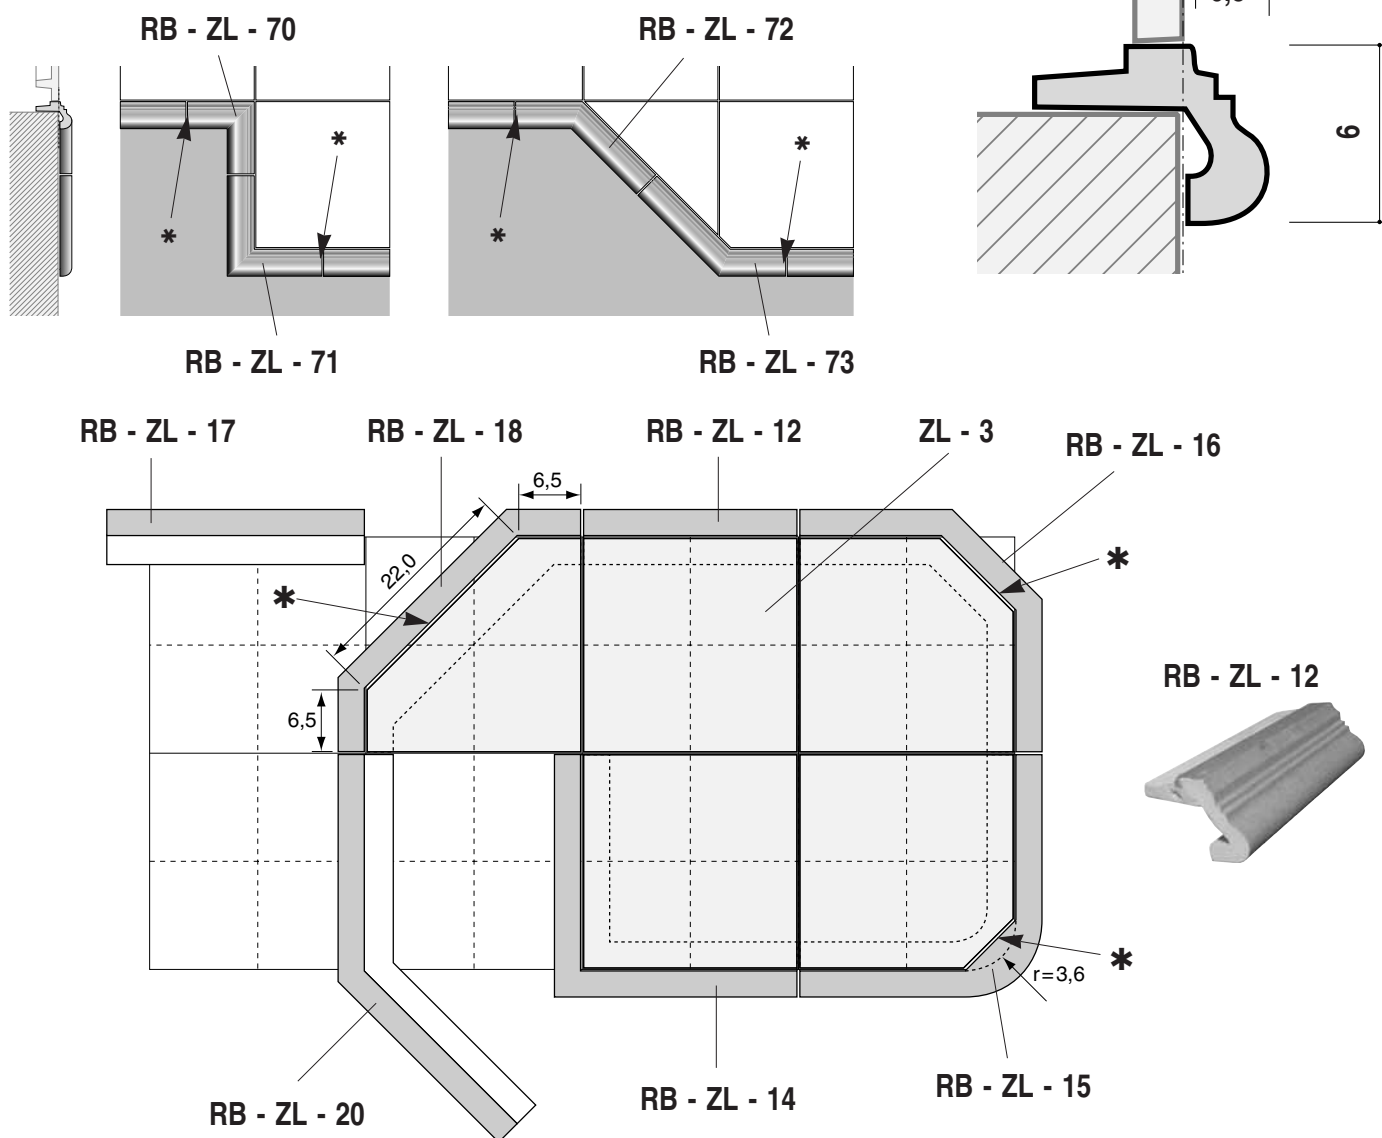 RB - ZL - 70
RB - ZL - 72
*
*
*
*
6
RB - ZL - 71
RB - ZL - 73
RB - ZL - 17
RB - ZL - 18
RB - ZL - 12
ZL - 3
RB - ZL - 16
6,5
22,0
*
*
6,5
RB - ZL - 12
*
r=3,6
RB - ZL - 20
RB - ZL - 14
RB - ZL - 15